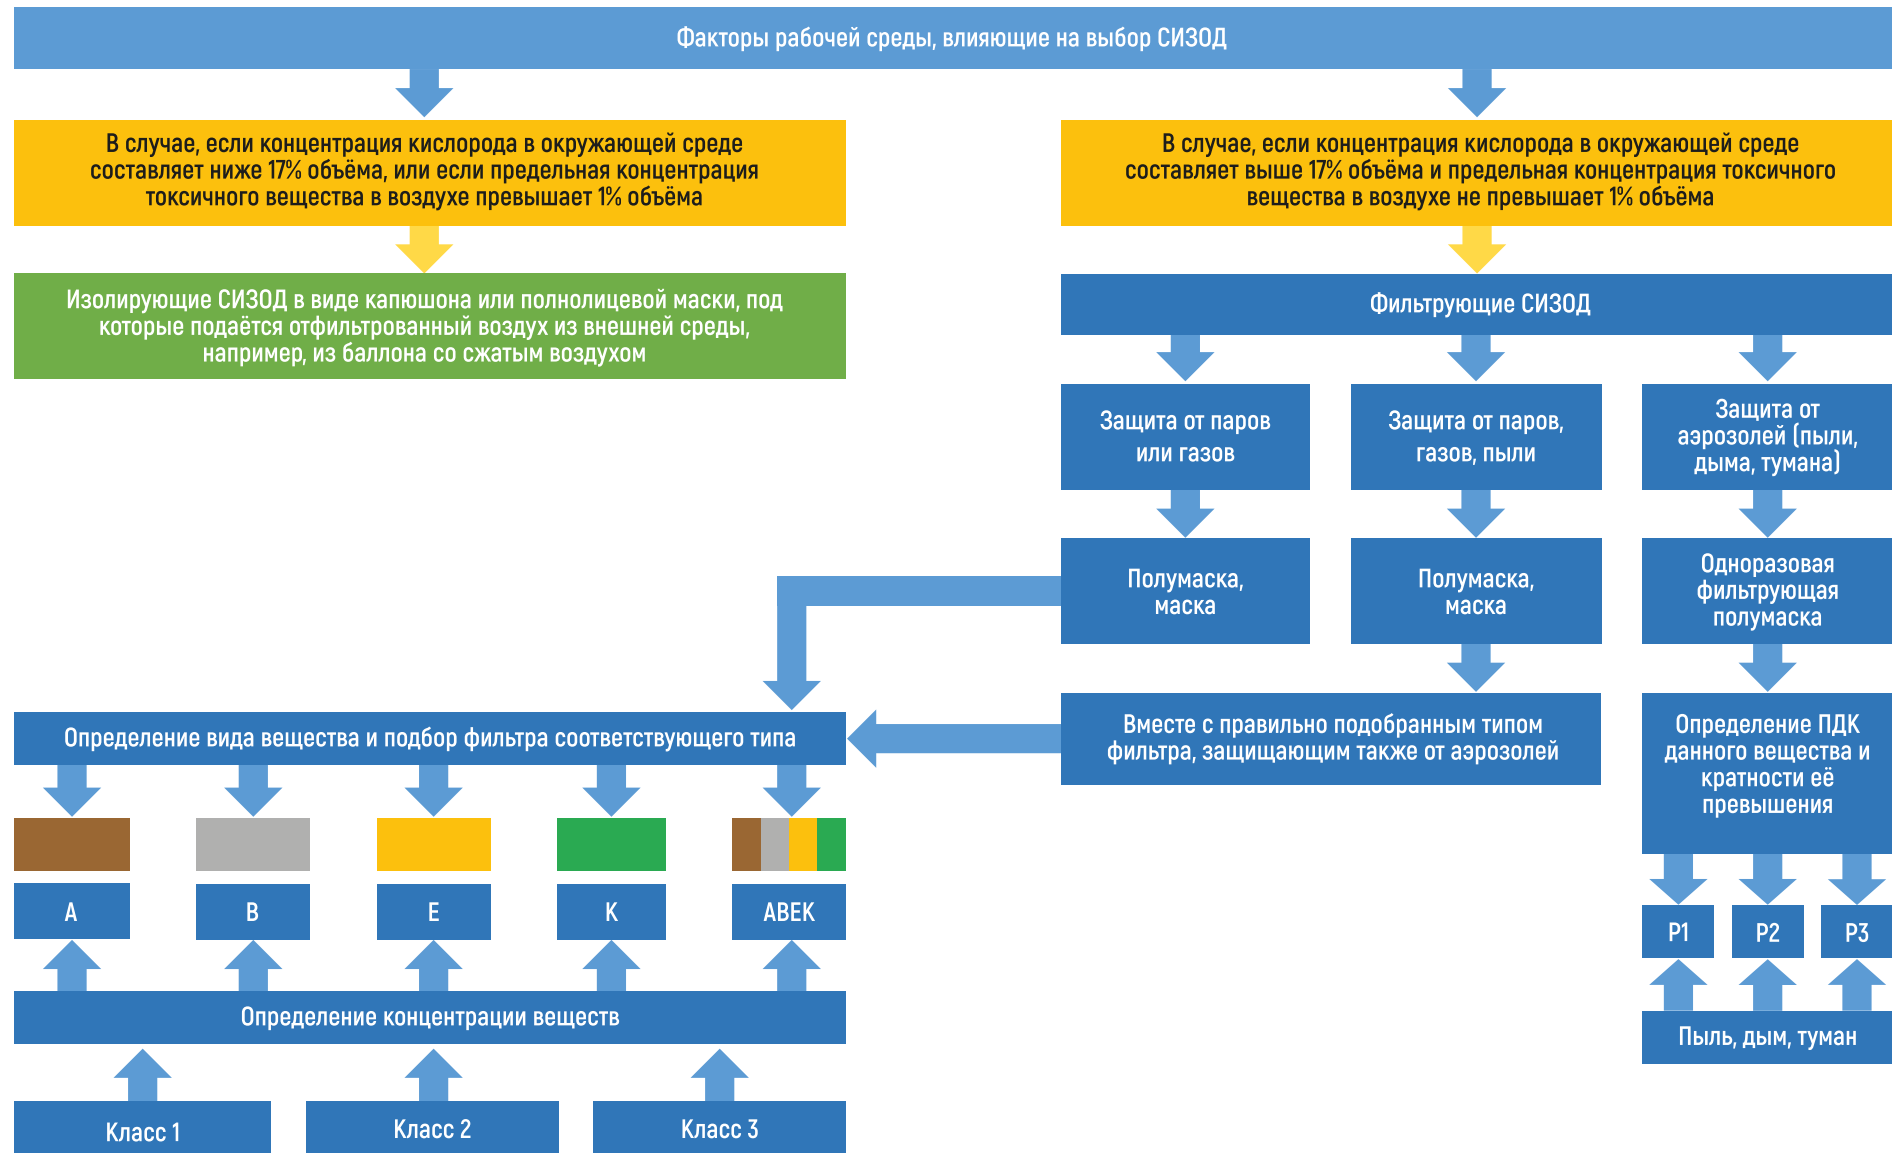 Факторы рабочей среды, влияющие на выбор СИЗОД
В случае, если концентрация кислорода в окружающей среде
составляет ниже 17% объёма, или если предельная концентрация
токсичного вещества в воздухе превышает 1% объёма
Изолирующие СИЗОД в виде капюшона или полнолицевой маски, под
которые подаётся отфильтрованный воздух из внешней среды,
например, из баллона со сжатым воздухом
В случае, если концентрация кислорода в окружающей среде
составляет выше 17% объёма и предельная концентрация токсичного
вещества в воздухе не превышает 1% объёма
Фильтрующие СИЗОД
Защита от паров
или газов
Защита от паров,
газов, пыли
Защита от
аэрозолей (пыли,
дыма, тумана)
Полумаска,
маска
Полумаска,
маска
Одноразовая
фильтрующая
полумаска
Вместе с правильно подобранным типом
фильтра, защищающим также от аэрозолей
Определение ПДК
данного вещества и
кратности её
превышения
P1
P2
P3
Пыль, дым, туман
Определение вида вещества и подбор фильтра соответствующего типа
A
B
E
K
ABEK
Определение концентрации веществ
Класс 1
Класс 2
Класс 3